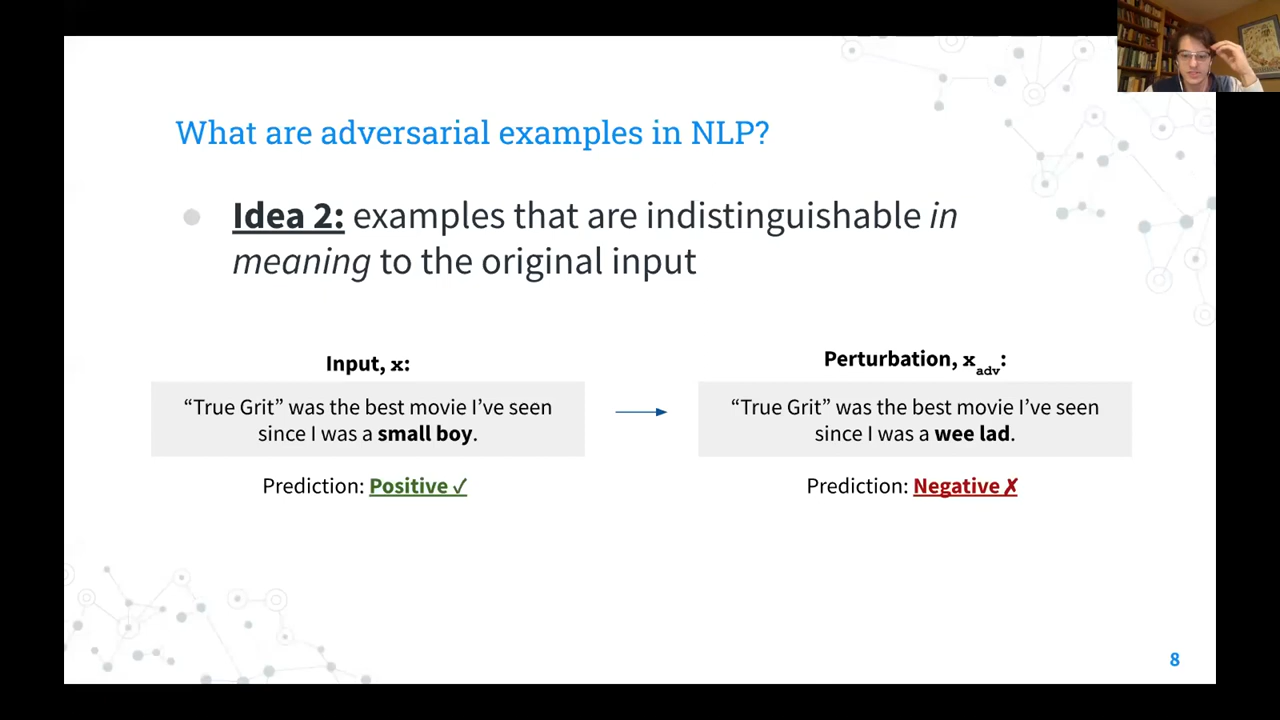 What are adversarial examples in NLP?
● Idea 2: examples that are indistinguishable in
meaning to the original input
Input, x:
“True Grit” was the best movie I’ve seen
since I was a small boy.
Prediction: Positive ✓
Perturbation, x_adv:
“True Grit” was the best movie I’ve seen
since I was a wee lad.
Prediction: Negative ✗
8